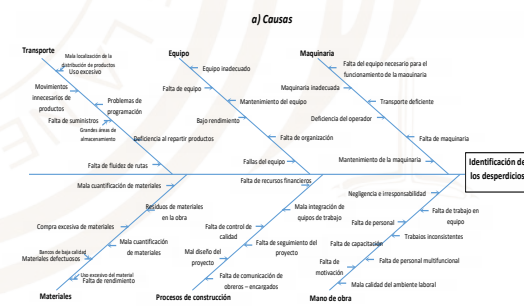 a) Causas
Transporte
Equipo
Maquinaria
Mala localización de la
distribución de productos
Uso excesivo
Movimientos
innecesarios de
productos
Problemas de
programación
Falta de suministros
Grandes áreas de
almacenamiento
Deficiencia al repartir productos
Falta de fluidez de rutas
Equipo inadecuado
Falta de equipo
Mantenimiento del equipo
Bajo rendimiento
Falta de organización
Fallas del equipo
Falta del equipo necesario para el
funcionamiento de la maquinaria
Maquinaria inadecuada
Transporte deficiente
Deficiencia del operador
Falta de maquinaria
Mantenimiento de la maquinaria
Identificación de
los desperdicios
Mala cuantificación de materiales
Residuos de materiales
en la obra
Compra excesiva de materiales
Mala cuantificación
de materiales
Bancos de baja calidad
Materiales defectuosos
Uso excesivo del material
Falta de rendimiento
Materiales
Falta de recursos financieros
Mala integración de
quipos de trabajo
Falta de control de
calidad
Falta de seguimiento del
proyecto
Mal diseño del
proyecto
Falta de comunicación de
obreros – encargados
Procesos de construcción
Negligencia e irresponsabilidad
Falta de trabajo en
equipo
Falta de personal
Trabajos inconsistentes
Falta de capacitación
Falta de personal multifuncional
Falta de
motivación
Mala calidad del ambiente laboral
Mano de obra